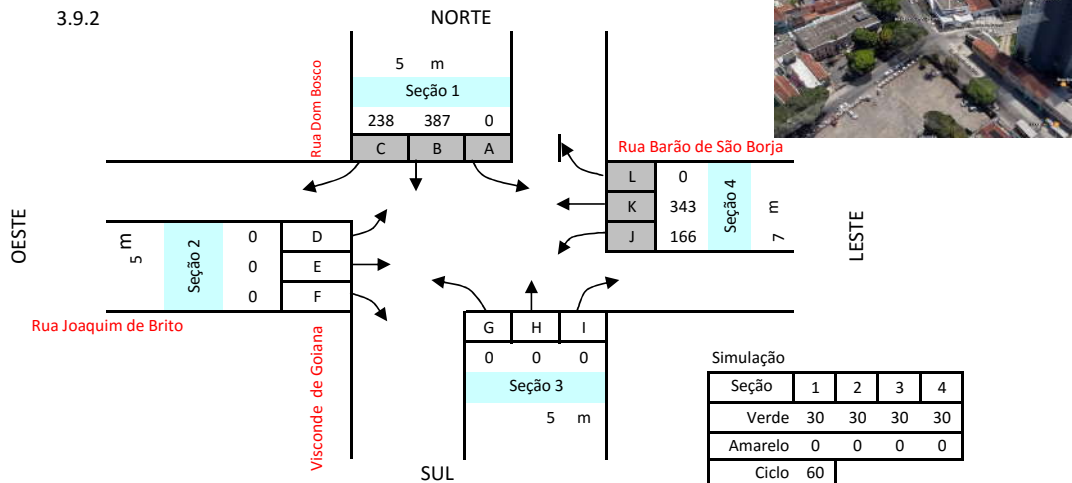 3.9.2
NORTE
Rua Dom Bosco
5 m
Seção 1
238 387 0
C B A
Rua Barão de São Borja
L 0
K 343
J 166
Seção 4
7 m
LESTE
OESTE
5 m
Seção 2
0 D
0 E
0 F
Rua Joaquim de Brito
Visconde de Goiana
G H I
0 0 0
Seção 3
5 m
SUL
Simulação
Seção 1 2 3 4
Verde 30 30 30 30
Amarelo 0 0 0 0
Ciclo 60